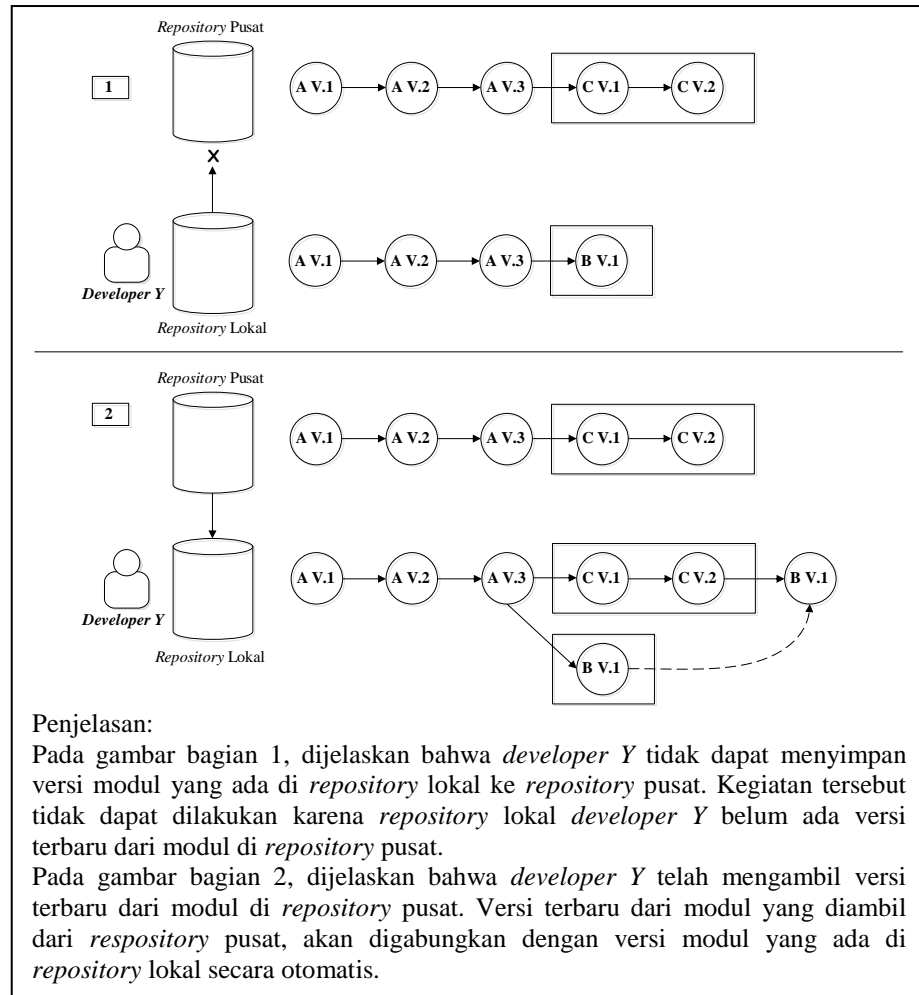 Repository Pusat
1
A V.1 A V.2 A V.3 C V.1 C V.2
X
A V.1 A V.2 A V.3 B V.1
Developer Y
Repository Lokal
Repository Pusat
2
A V.1 A V.2 A V.3 C V.1 C V.2
A V.1 A V.2 A V.3 C V.1 C V.2 B V.1
Developer Y
Repository Lokal
B V.1
Penjelasan:
Pada gambar bagian 1, dijelaskan bahwa developer Y tidak dapat menyimpan
versi modul yang ada di repository lokal ke repository pusat. Kegiatan tersebut
tidak dapat dilakukan karena repository lokal developer Y belum ada versi
terbaru dari modul di repository pusat.
Pada gambar bagian 2, dijelaskan bahwa developer Y telah mengambil versi
terbaru dari modul di repository pusat. Versi terbaru dari modul yang diambil
dari respository pusat, akan digabungkan dengan versi modul yang ada di
repository lokal secara otomatis.